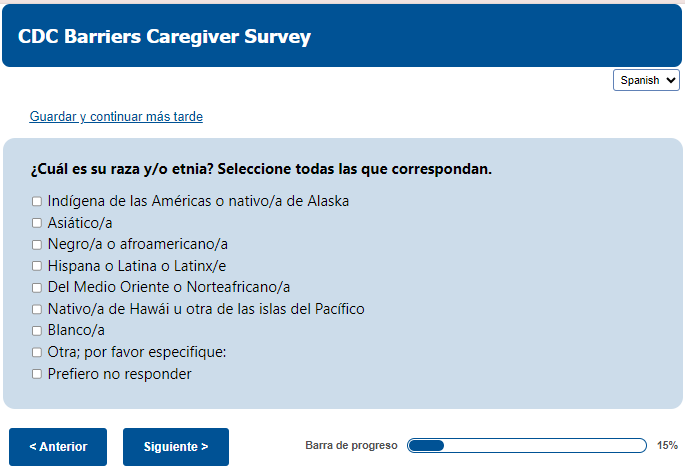 CDC Barriers Caregiver Survey
Spanish
Guardar y continuar más tarde
¿Cuál es su raza y/o etnia? Seleccione todas las que correspondan.
Indígena de las Américas o nativo/a de Alaska
Asiático/a
Negro/a o afroamericano/a
Hispana o Latina o Latinx/e
Del Medio Oriente o Norteafricano/a
Nativo/a de Hawái u otra de las islas del Pacífico
Blanco/a
Otra; por favor especifique:
Prefiero no responder
< Anterior
Siguiente >
Barra de progreso
15%